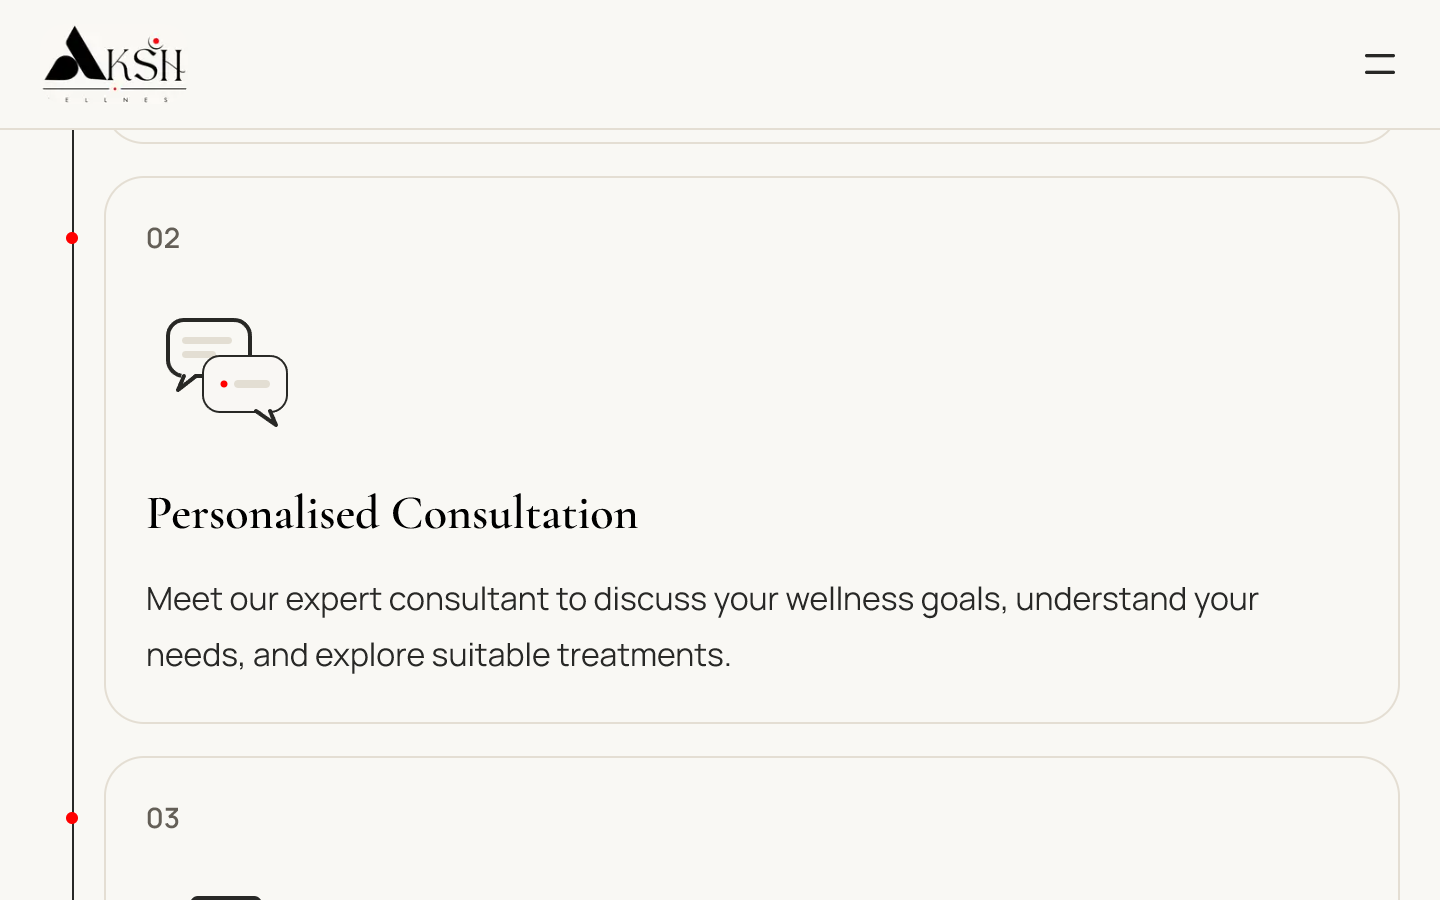 AKSH
ELLNES
02
Personalised Consultation
Meet our expert consultant to discuss your wellness goals, understand your
needs, and explore suitable treatments.
03